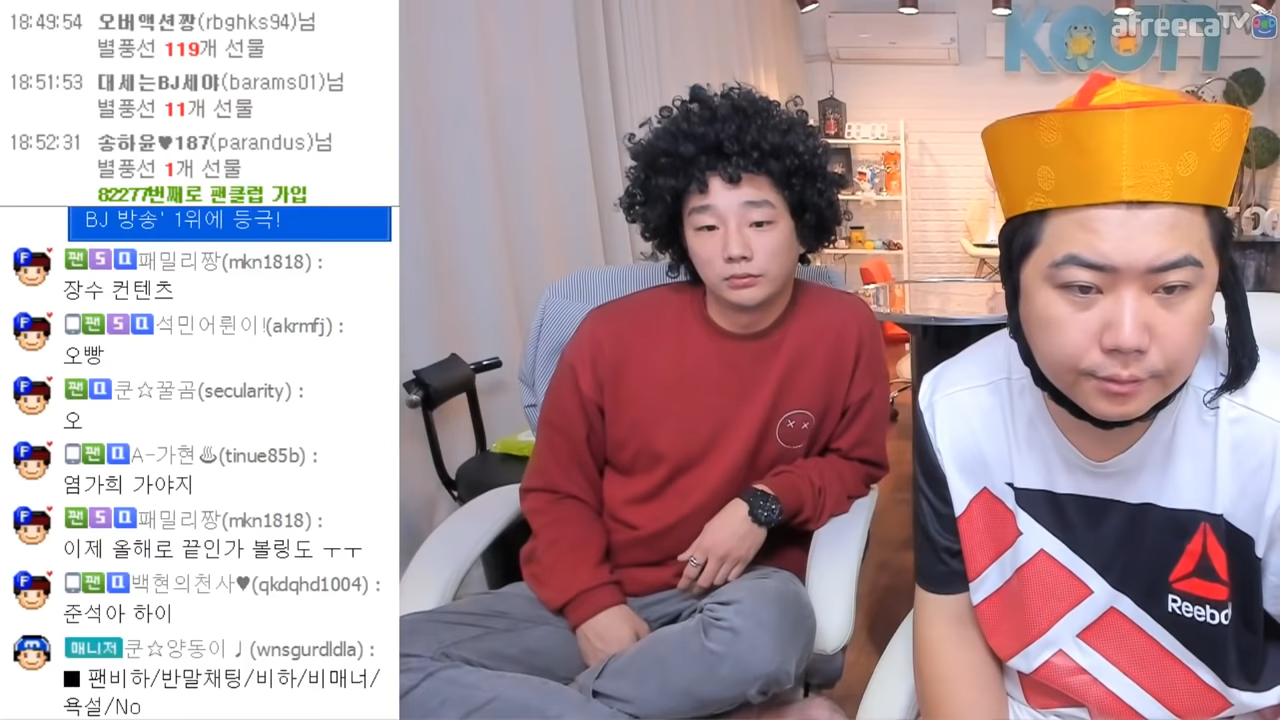 18:49:54 오버액션짱(rbghks94)님
별풍선 119개 선물
18:51:53 대세는BJ세야(barams01)님
별풍선 11개 선물
18:52:31 송하윤♥187(parandus)님
별풍선 1개 선물
82277번째로 팬클럽 가입
BJ 방송' 1위에 등극!
팬 S Q 패밀리짱(mkn1818) :
장수 컨텐츠
팬 S Q 석민어륀이!(akrmfj) :
오빵
팬 Q 쿤☆꿀곰(secularity) :
오
팬 Q A-가현♨(tinue85b) :
염가희 가야지
팬 S Q 패밀리짱(mkn1818) :
이제 올해로 끝인가 볼링도 ㅜㅜ
팬 Q 백현의천사♥(qkdqhd1004) :
준석아 하이
매니저 쿤☆양동이♩(wnsgurdldla) :
■ 팬비하/반말채팅/비하/비매너/
욕설/No
afreecaTV
KOON
Reebo